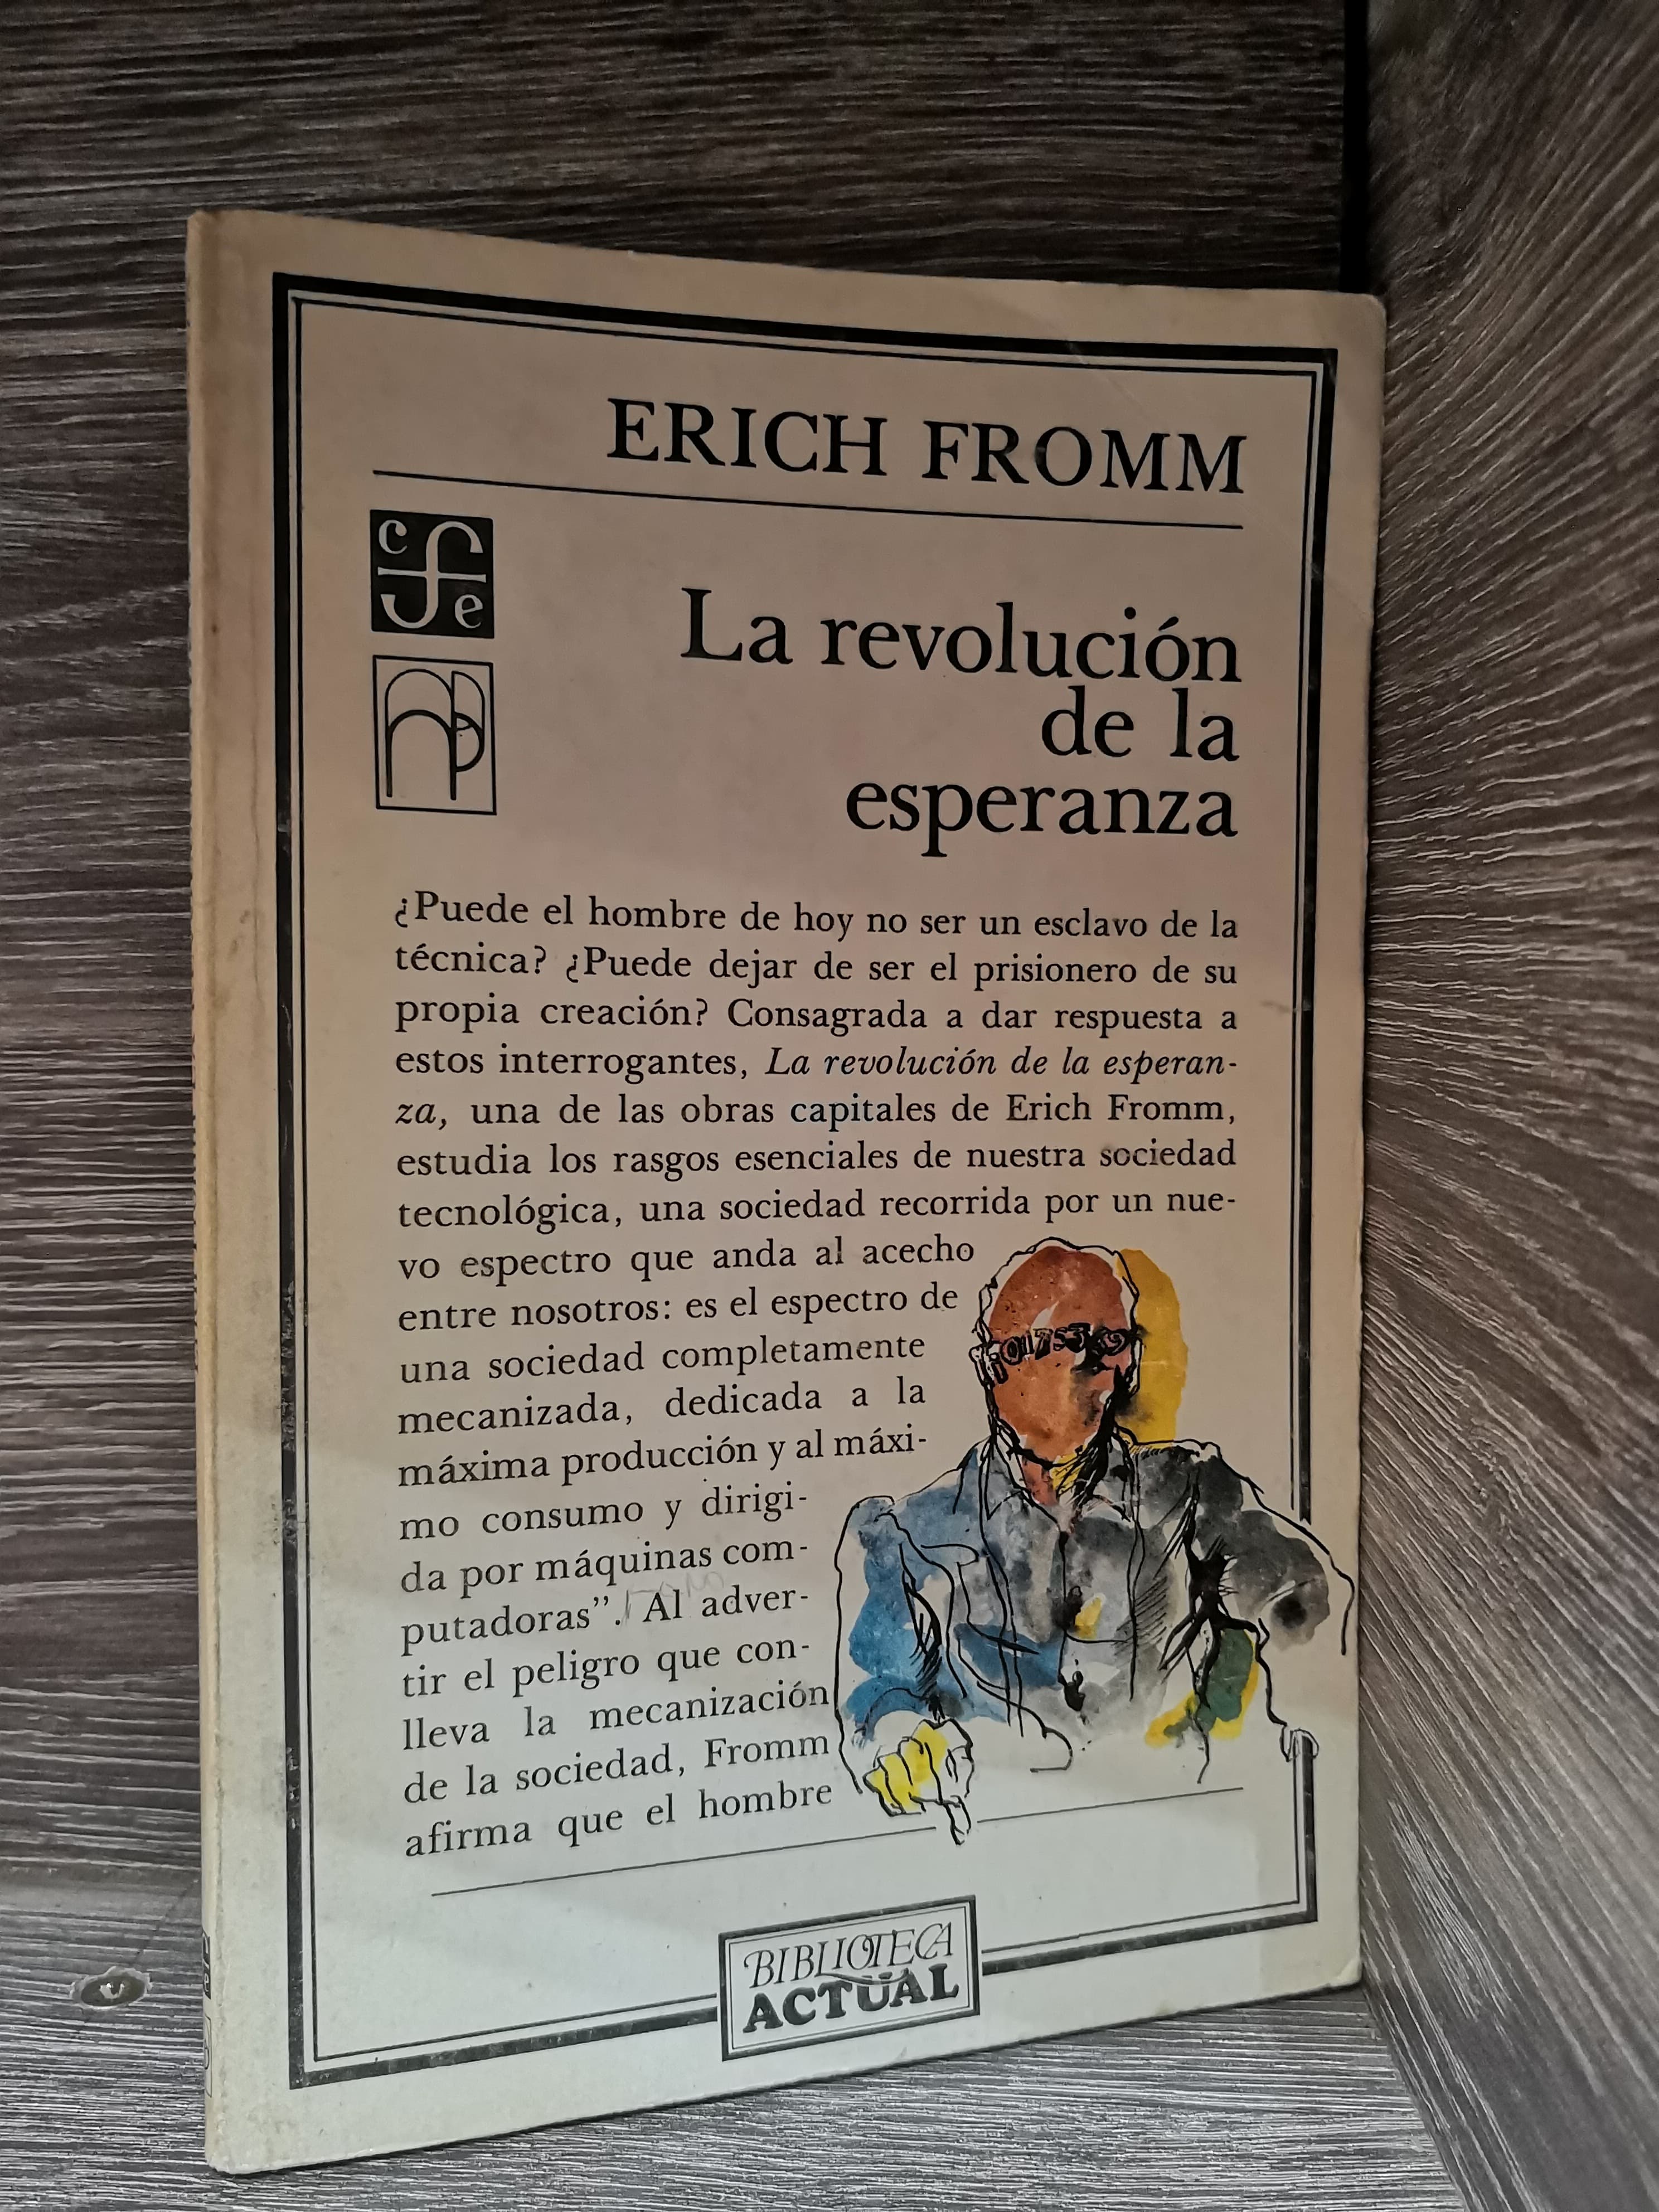 ERICH FROMM
cfe
La revolución
de la
esperanza
¿Puede el hombre de hoy no ser un esclavo de la
técnica? ¿Puede dejar de ser el prisionero de su
propia creación? Consagrada a dar respuesta a
estos interrogantes, La revolución de la esperan-
za, una de las obras capitales de Erich Fromm,
estudia los rasgos esenciales de nuestra sociedad
tecnológica, una sociedad recorrida por un nue-
vo espectro que anda al acecho
entre nosotros: es el espectro de
una sociedad completamente
mecanizada, dedicada a la
máxima producción y al máxi-
mo consumo y dirigi-
da por máquinas com-
putadoras”. Al adver-
tir el peligro que con-
lleva la mecanización
de la sociedad, Fromm
afirma que el hombre
BIBLIOTECA
ACTUAL